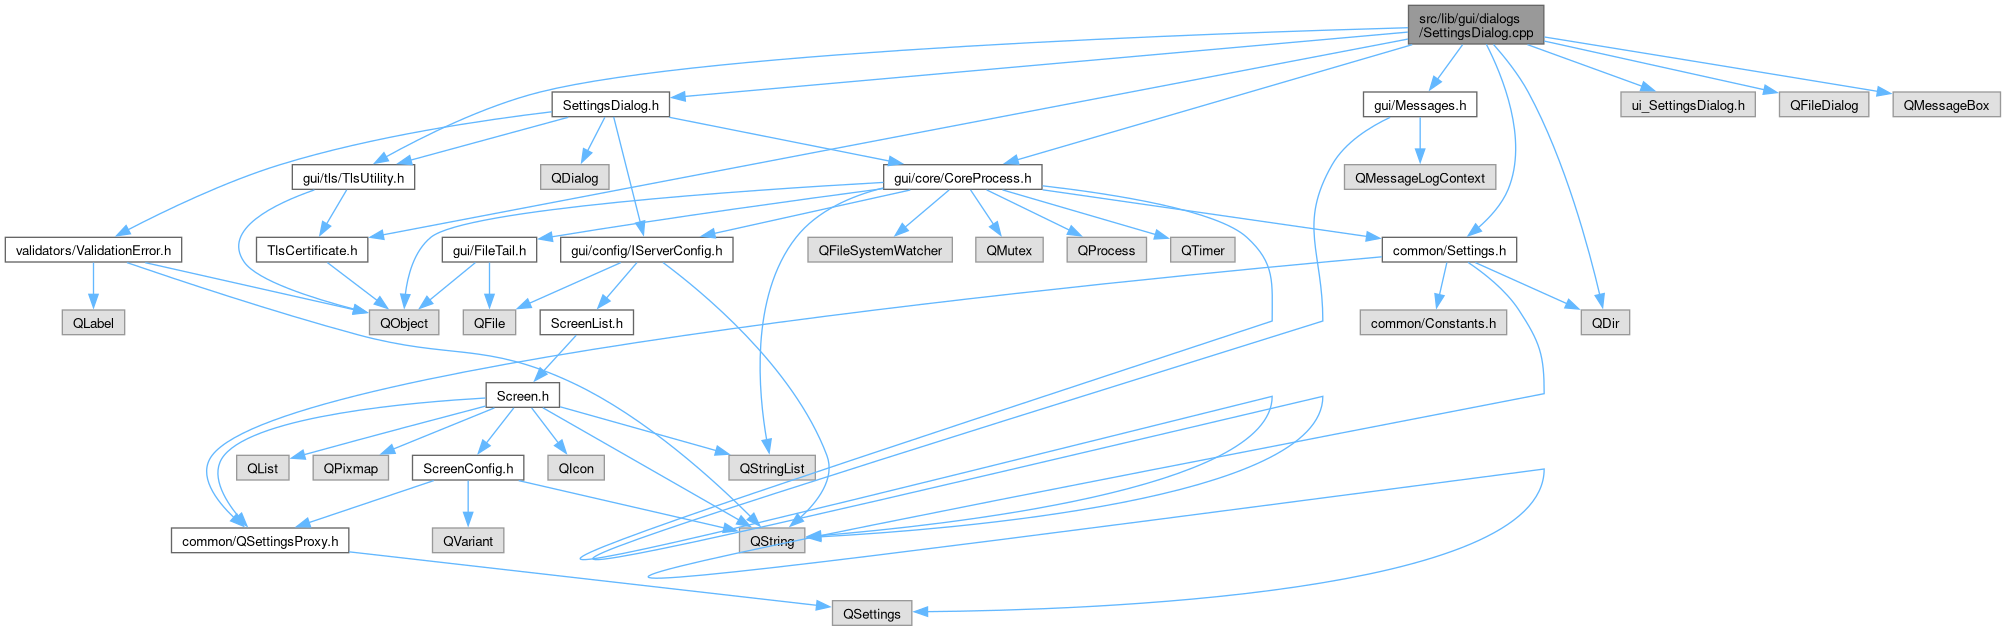 src/lib/gui/dialogs
/SettingsDialog.cpp
SettingsDialog.h
gui/Messages.h
ui_SettingsDialog.h
QFileDialog
QMessageBox
gui/tls/TlsUtility.h
QDialog
gui/core/CoreProcess.h
QMessageLogContext
validators/ValidationError.h
TlsCertificate.h
gui/FileTail.h
gui/config/IServerConfig.h
QFileSystemWatcher
QMutex
QProcess
QTimer
common/Settings.h
QLabel
QObject
QFile
ScreenList.h
common/Constants.h
QDir
Screen.h
QList
QPixmap
ScreenConfig.h
QIcon
QStringList
common/QSettingsProxy.h
QVariant
QString
QSettings